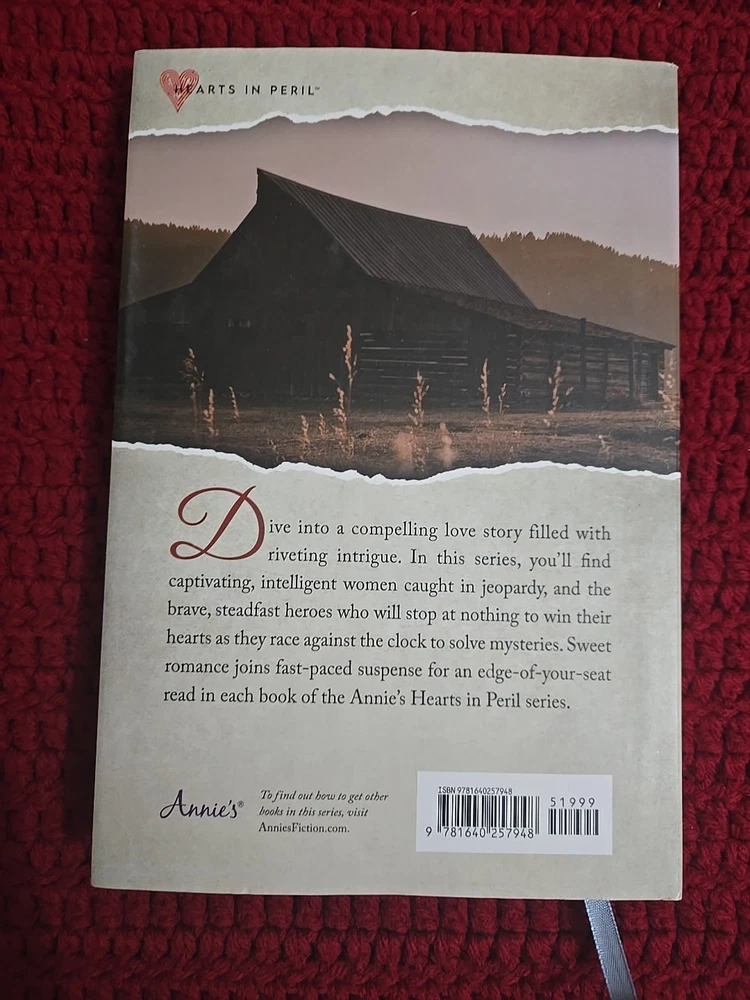 HEARTS IN PERIL™
Dive into a compelling love story filled with
riveting intrigue. In this series, you'll find
captivating, intelligent women caught in jeopardy, and the
brave, steadfast heroes who will stop at nothing to win their
hearts as they race against the clock to solve mysteries. Sweet
romance joins fast-paced suspense for an edge-of-your-seat
read in each book of the Annie's Hearts in Peril series.
Annie's®
To find out how to get other
books in this series, visit
AnniesFiction.com.
ISBN 9781640257948
51999
9 781640 257948